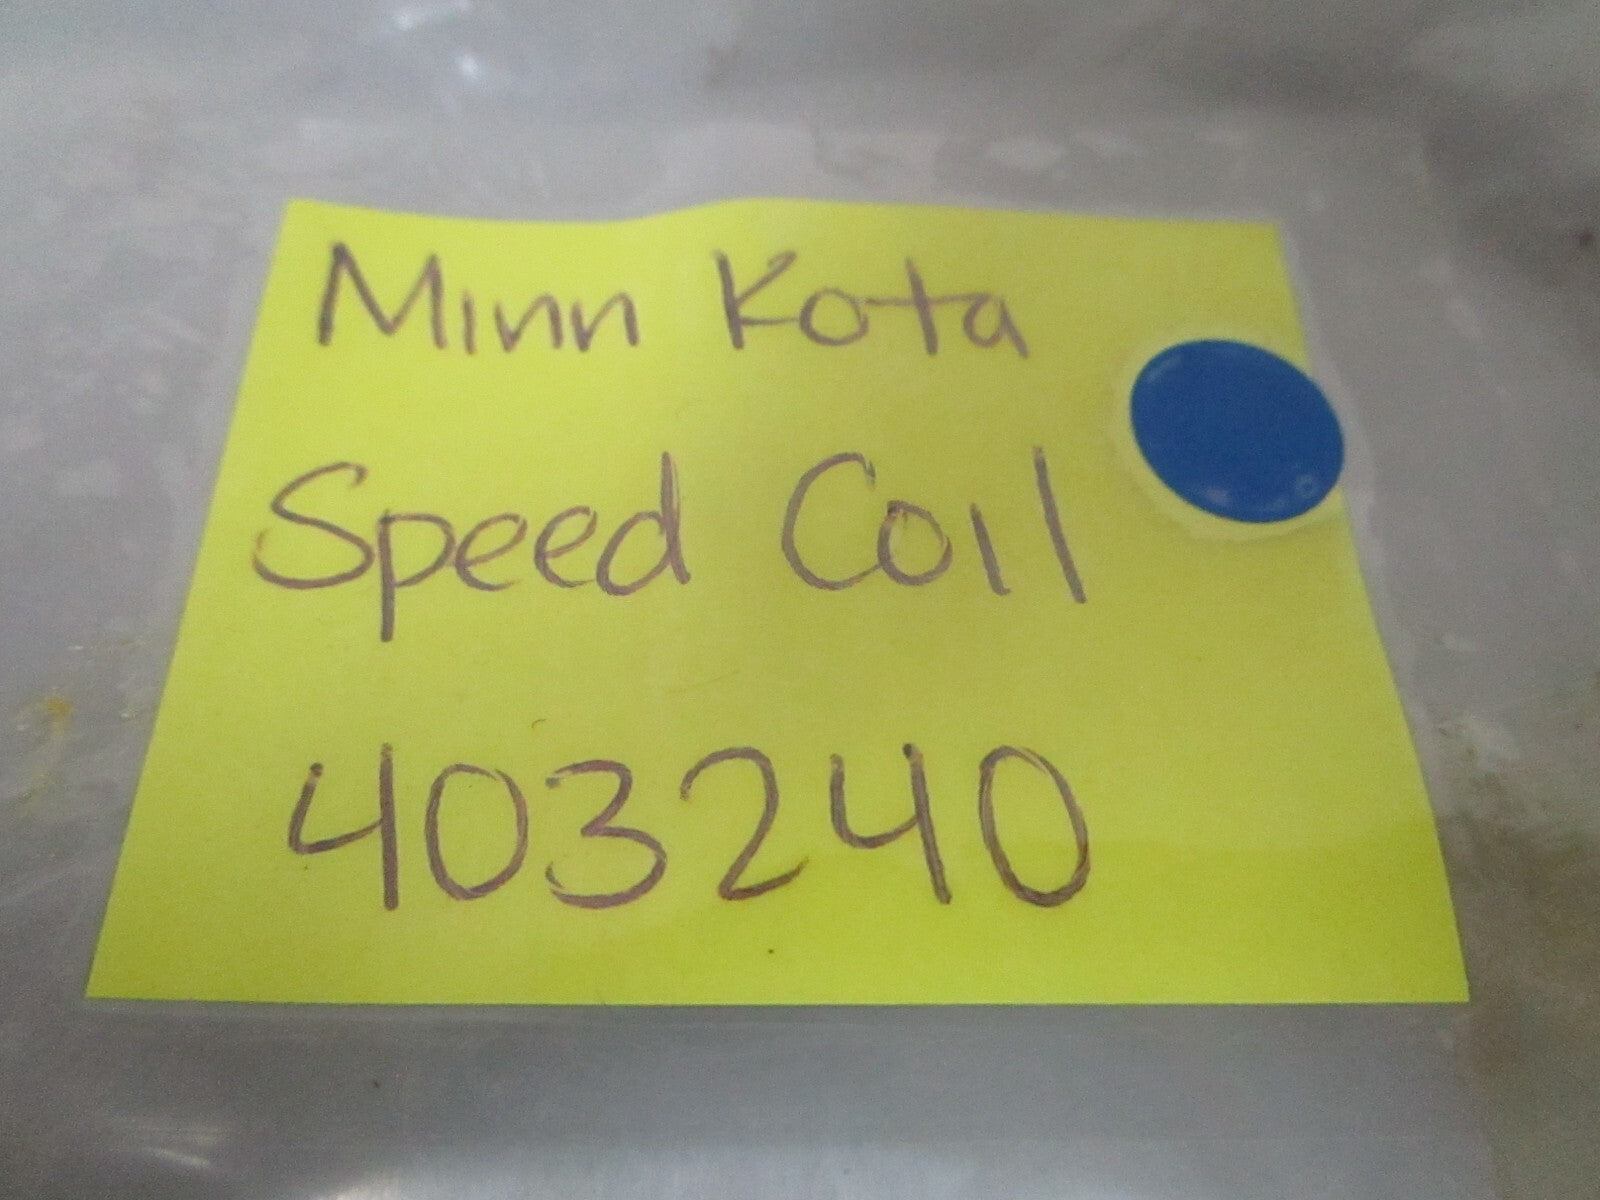 Minn Kota
Speed Coil
403240